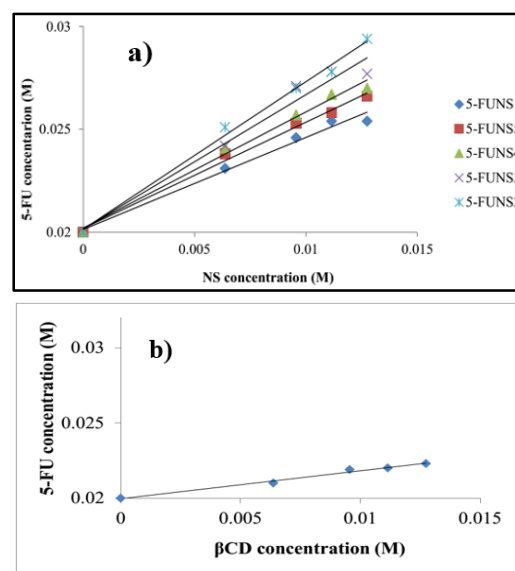 a)
0.03
0.025
0.02
0
0.005
0.01
0.015
5-FU concentarion (M)
NS concentration (M)
5-FUNS
5-FUNS
5-FUNS4
5-FUNS
5-FUNS
b)
0.03
0.025
0.02
0
0.005
0.01
0.015
5-FU concentration (M)
βCD concentration (M)